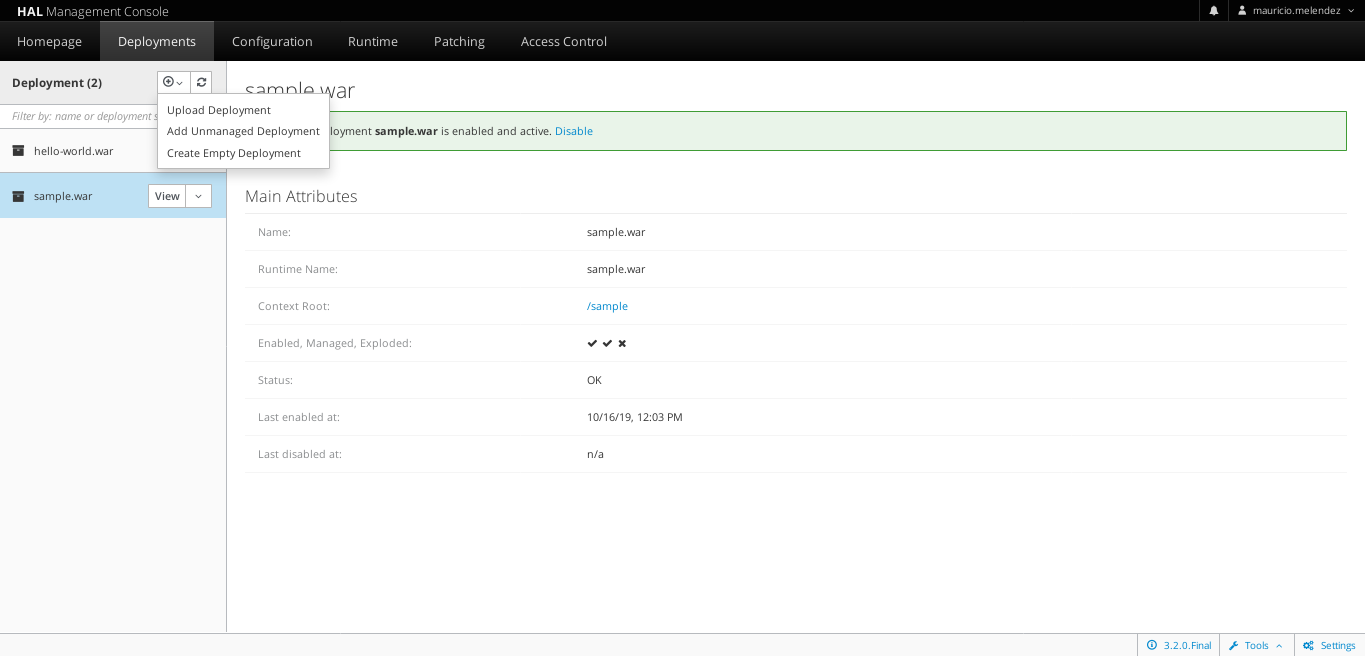 HAL Management Console
mauricio.melendez
Homepage Deployments Configuration Runtime Patching Access Control
Deployment (2)
Filter by: name or deployment s
Upload Deployment
Add Unmanaged Deployment
Create Empty Deployment
hello-world.war
sample.war View
sample.war
loyment sample.war is enabled and active. Disable
Main Attributes
Name: sample.war
Runtime Name: sample.war
Context Root: /sample
Enabled, Managed, Exploded:
Status: OK
Last enabled at: 10/16/19, 12:03 PM
Last disabled at: n/a
3.2.0.Final Tools Settings